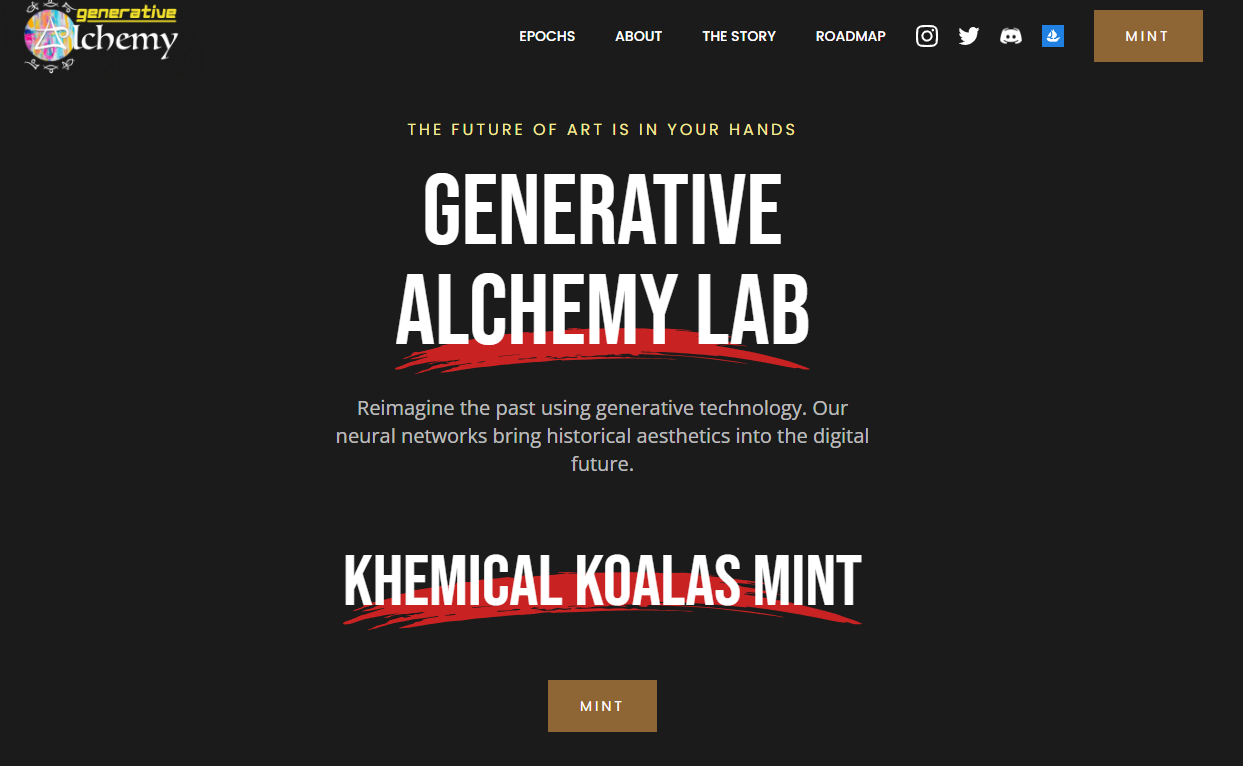 generative
Alchemy
EPOCHS ABOUT THE STORY ROADMAP MINT
THE FUTURE OF ART IS IN YOUR HANDS
GENERATIVE
ALCHEMY LAB
Reimagine the past using generative technology. Our
neural networks bring historical aesthetics into the digital
future.
KHEMICAL KOALAS MINT
MINT